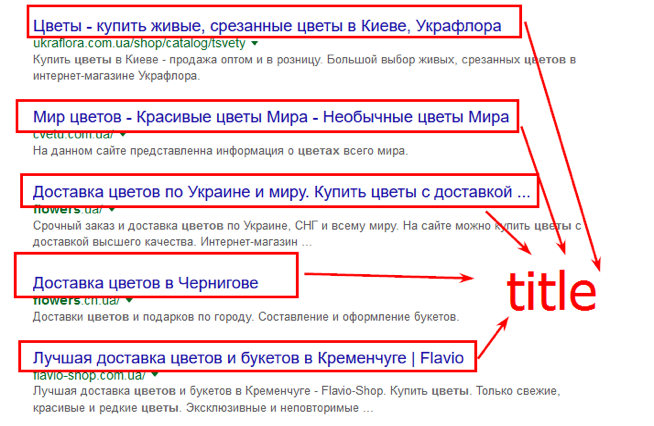 Цветы - купить живые, срезанные цветы в Киеве, Украфлора
ukraflora.com.ua/shop/catalog/tsvety
Купить цветы в Киеве - продажа оптом и в розницу. Большой выбор живых, срезанных цветов в
интернет-магазине Украфлора.
Мир цветов - Красивые цветы Мира - Необычные цветы Мира
cvetu.com.ua/
На данном сайте представленна информация о цветах всего мира.
Доставка цветов по Украине и миру. Купить цветы с доставкой ...
flowers.ua/
Срочный заказ и доставка цветов по Украине, СНГ и всему миру. На сайте можно купить цветы с
доставкой высшего качества. Интернет-магазин ...
Доставка цветов в Чернигове
title
flowers.cn.ua/
Доставки цветов и подарков по городу. Составление и оформление букетов.
Лучшая доставка цветов и букетов в Кременчуге | Flavio
flavio-shop.com.ua/
Лучшая доставка цветов и букетов в Кременчуге - Flavio-Shop. Купить цветы. Только свежие,
красивые и редкие цветы. Эксклюзивные и неповторимые ...